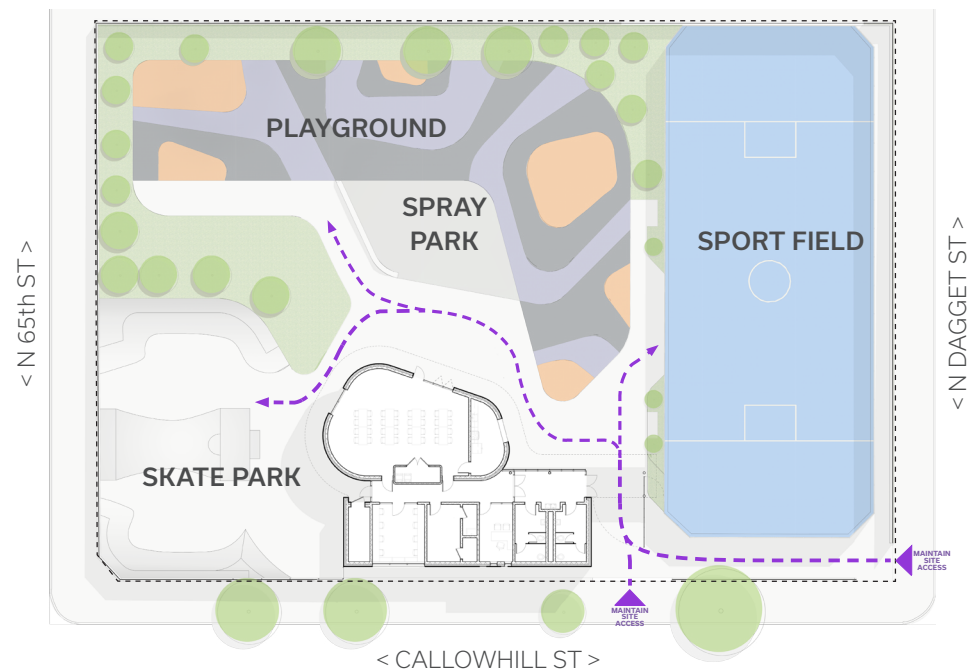 PLAYGROUND
SPRAY
PARK
SPORT FIELD
< N 65th ST >
< N DAGGET ST >
SKATE PARK
MAINTAIN
SITE
ACCESS
MAINTAIN
SITE
ACCESS
< CALLOWHILL ST >